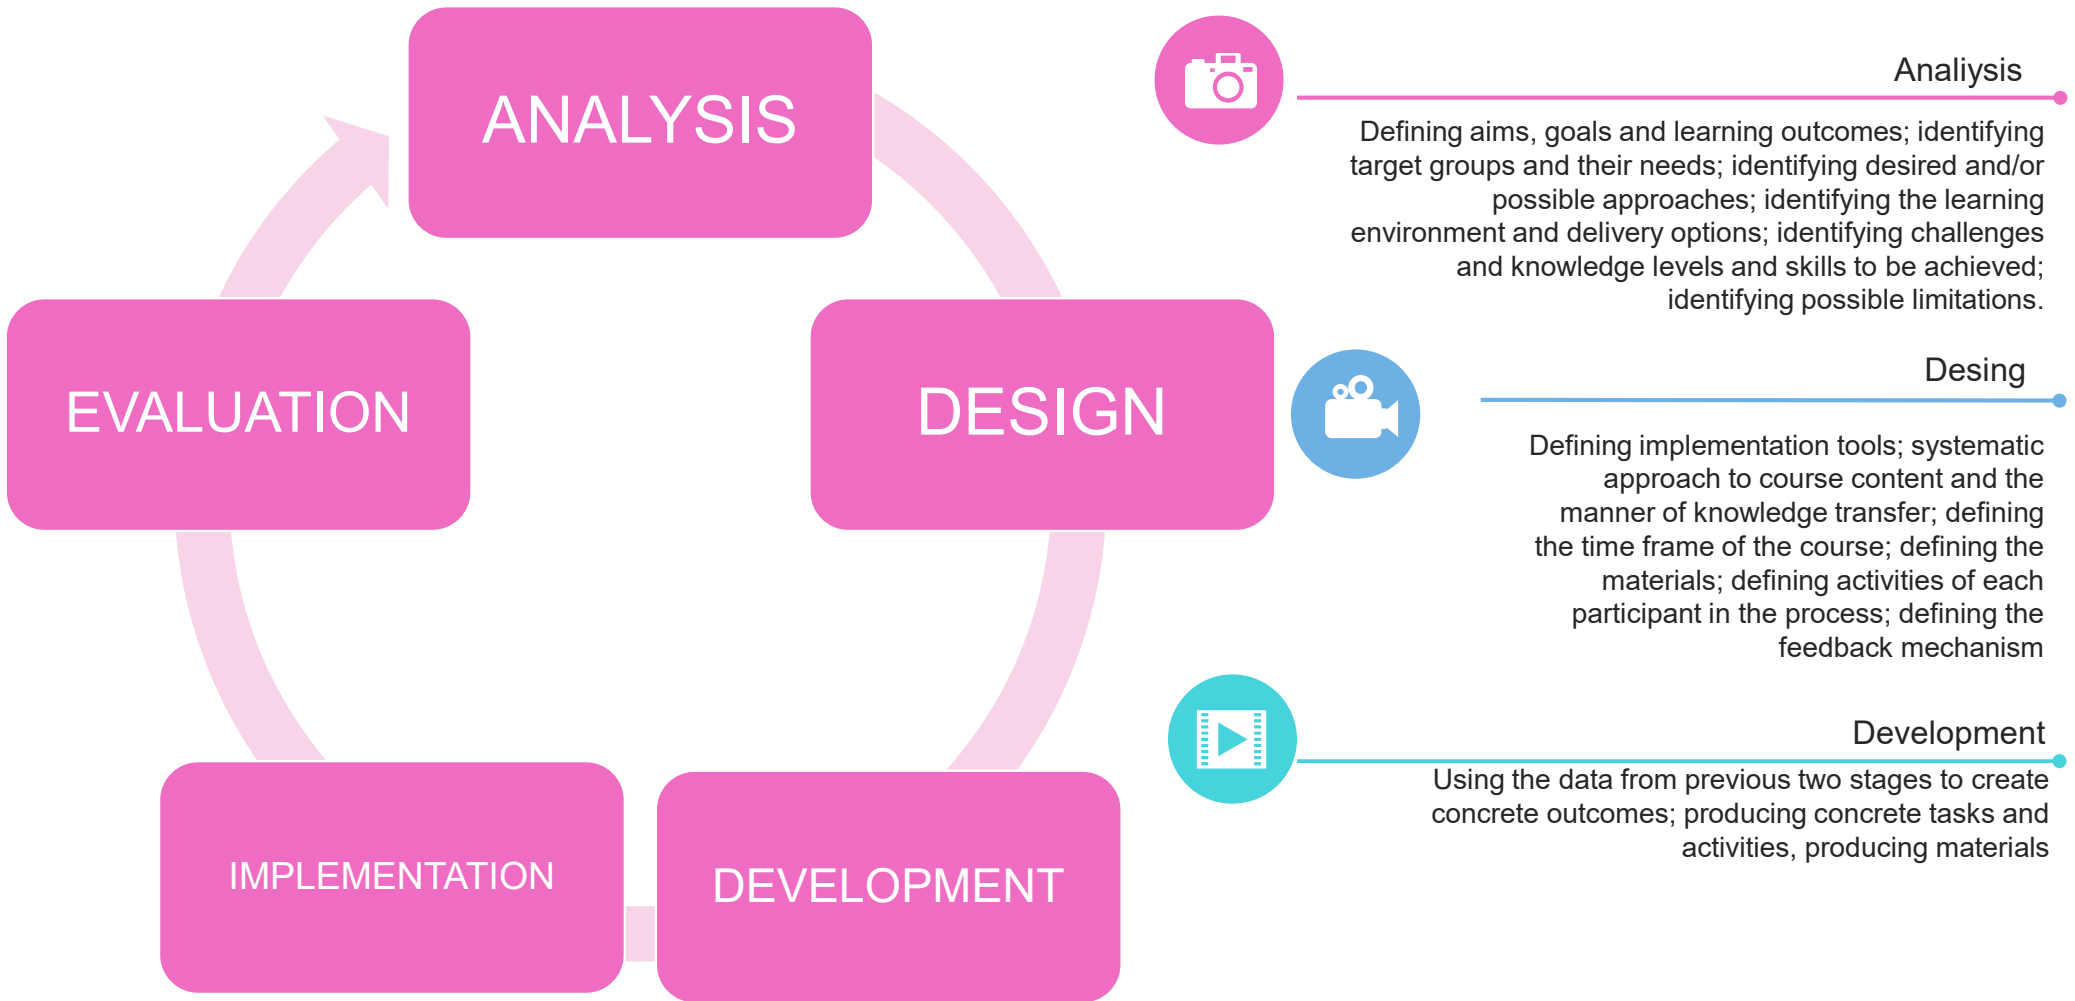 ANALYSIS
DESIGN
DEVELOPMENT
IMPLEMENTATION
EVALUATION
Analiysis
Defining aims, goals and learning outcomes; identifying
target groups and their needs; identifying desired and/or
possible approaches; identifying the learning
environment and delivery options; identifying challenges
and knowledge levels and skills to be achieved;
identifying possible limitations.
Desing
Defining implementation tools; systematic
approach to course content and the
manner of knowledge transfer; defining
the time frame of the course; defining the
materials; defining activities of each
participant in the process; defining the
feedback mechanism
Development
Using the data from previous two stages to create
concrete outcomes; producing concrete tasks and
activities, producing materials